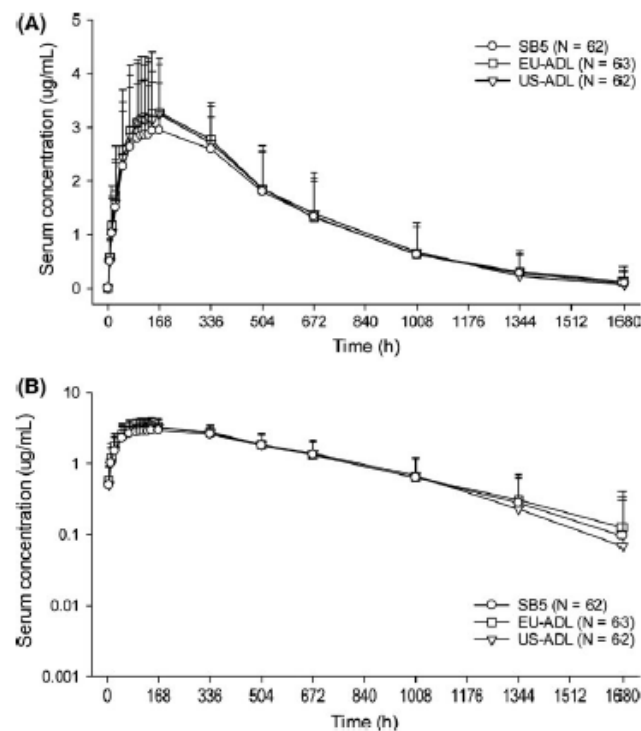 (A)
Serum concentration (ug/mL)
5
4
3
2
1
0
SB5 (N = 62)
EU-ADL (N = 63)
US-ADL (N = 62)
0 168 336 504 672 840 1008 1176 1344 1512 1680
Time (h)
(B)
Serum concentration (ug/mL)
10
1
0.1
0.01
0.001
SB5 (N = 62)
EU-ADL (N = 63)
US-ADL (N = 62)
0 168 336 504 672 840 1008 1176 1344 1512 1680
Time (h)